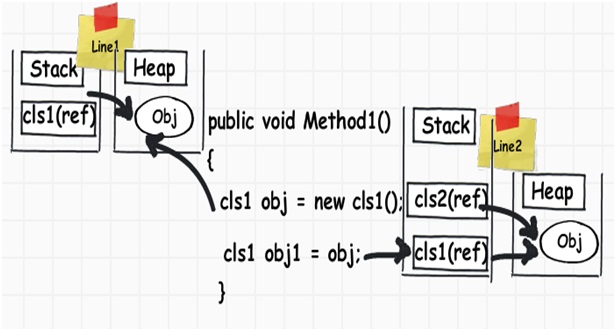 Line1
Stack
Heap
cls1(ref)
Obj
public void Method1()
{
cls1 obj = new cls1();
cls1 obj1 = obj;
}
Stack
Line2
cls2(ref)
Heap
cls1(ref)
Obj